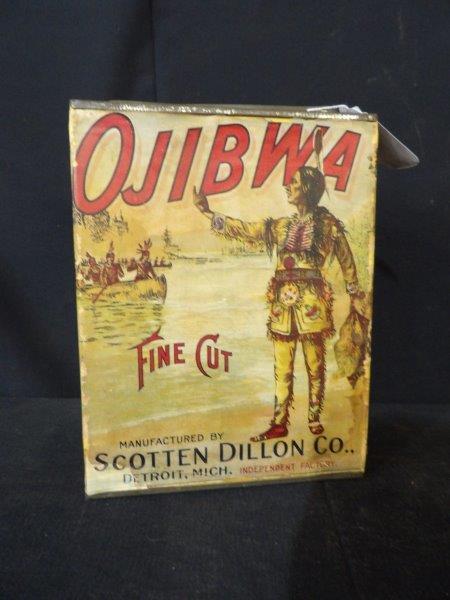 OJIBWA
FINE CUT
MANUFACTURED BY
SCOTTEN DILLON CO.,
DETROIT, MICH. INDEPENDENT FACTORY.